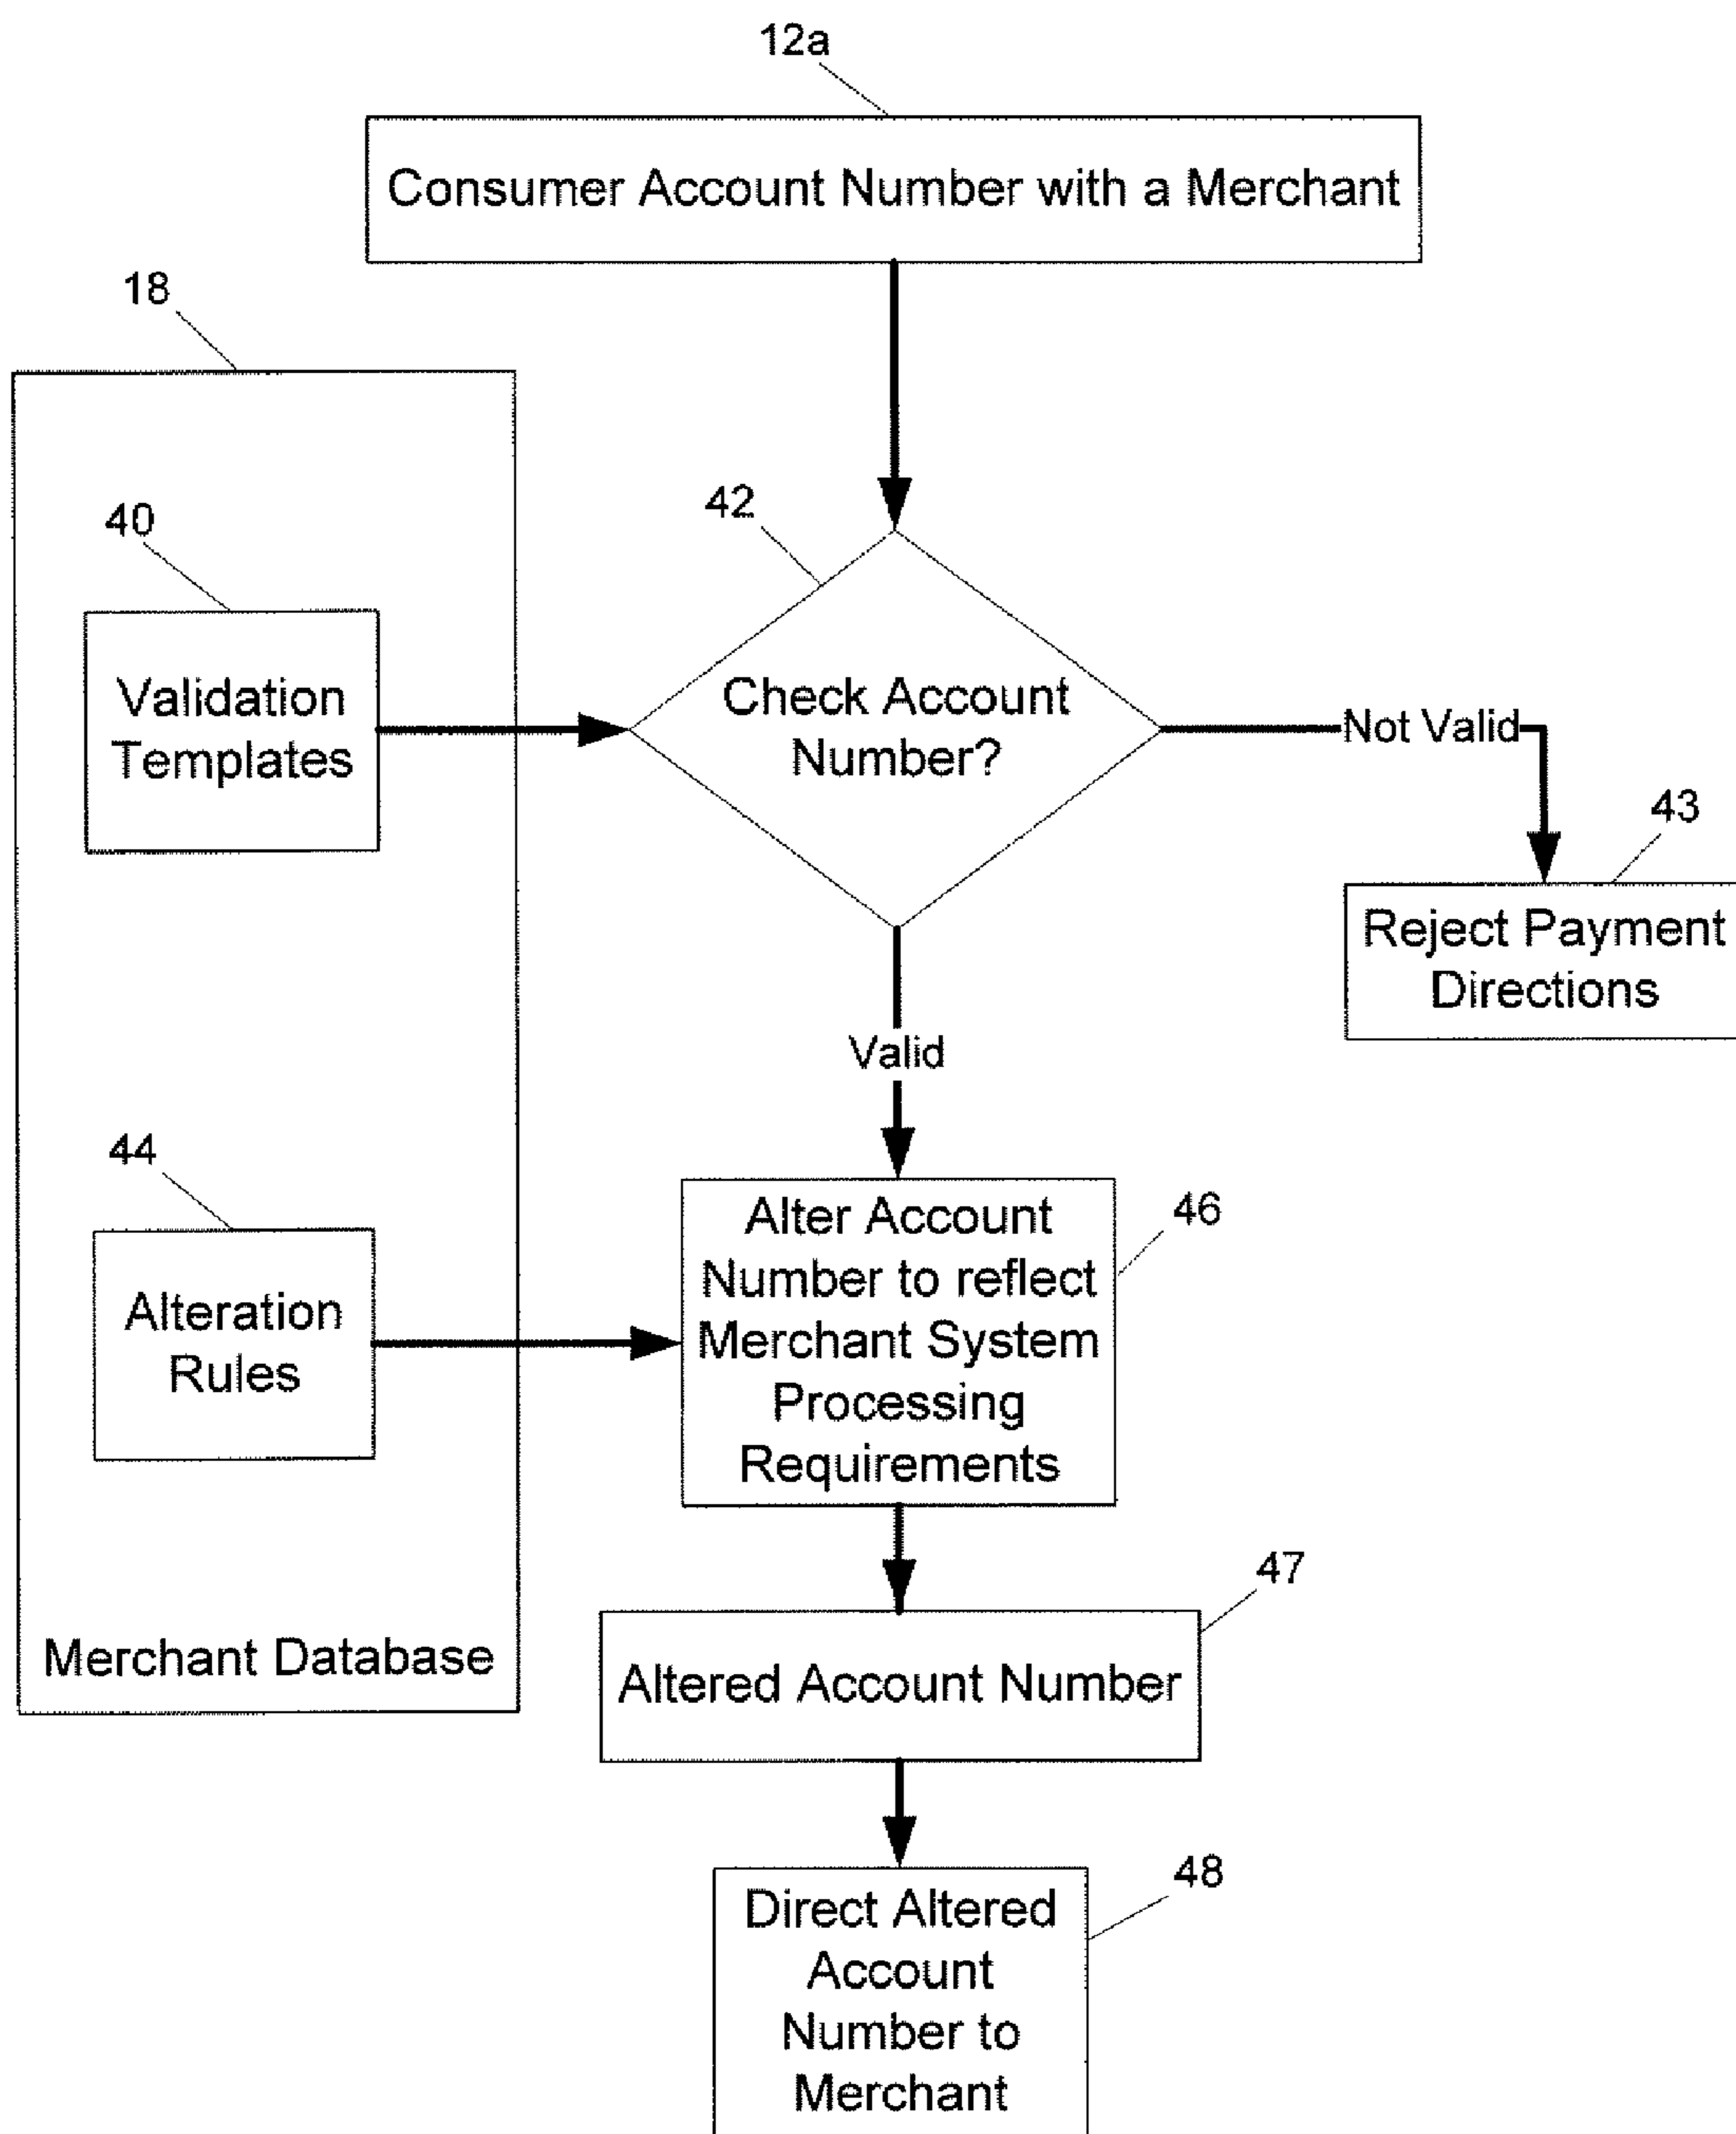 12a
Consumer Account Number with a Merchant
18
40
Validation
Templates
42
Check Account
Number?
Not Valid
43
Reject Payment
Directions
Valid
44
Alteration
Rules
46
Alter Account
Number to reflect
Merchant System
Processing
Requirements
47
Altered Account Number
Merchant Database
48
Direct Altered
Account
Number to
Merchant